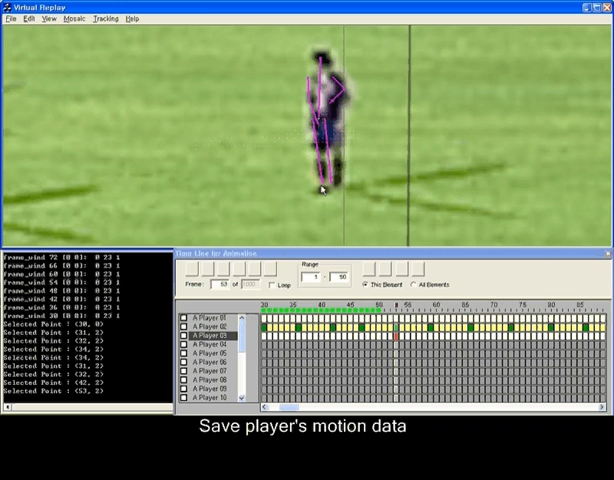 Virtual Replay
File Edit View Mosaic Tracking Help
frame_wind 72 [0 0]: 0 23 1
frame_wind 66 [0 0]: 0 23 1
frame_wind 60 [0 0]: 0 23 1
frame_wind 54 [0 0]: 0 23 1
frame_wind 48 [0 0]: 0 23 1
frame_wind 42 [0 0]: 0 23 1
frame_wind 36 [0 0]: 0 23 1
frame_wind 30 [0 0]: 0 23 1
Selected Point : (30, 0)
Selected Point : (31, 2)
Selected Point : (32, 2)
Selected Point : (34, 2)
Selected Point : (34, 2)
Selected Point : (31, 2)
Selected Point : (32, 2)
Selected Point : (42, 2)
Selected Point : (53, 2)
Time Line for Animation
Range
1 - 90
Frame: 53 of 1000 Loop
This Element All Elements
30 35 40 45 50 55 60 65 70 75 80 85
A Player 01
A Player 02
A Player 03
A Player 04
A Player 05
A Player 06
A Player 07
A Player 08
A Player 09
A Player 10
Save player's motion data